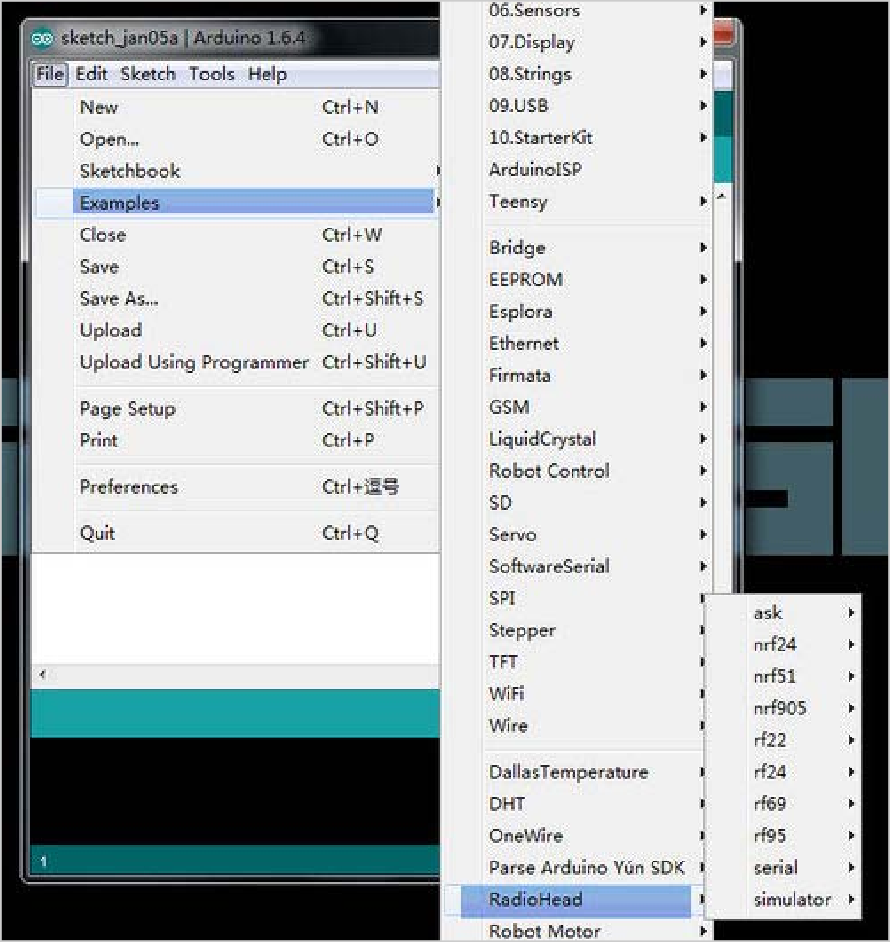 sketch_jan05a | Arduino 1.6.4
File Edit Sketch Tools Help
New Ctrl+N
Open... Ctrl+O
Sketchbook
Examples
Close Ctrl+W
Save Ctrl+S
Save As... Ctrl+Shift+S
Upload Ctrl+U
Upload Using Programmer Ctrl+Shift+U
Page Setup Ctrl+Shift+P
Print Ctrl+P
Preferences Ctrl+逗号
Quit Ctrl+Q
1
06.Sensors
07.Display
08.Strings
09.USB
10.StarterKit
ArduinoISP
Teensy
Bridge
EEPROM
Esplora
Ethernet
Firmata
GSM
LiquidCrystal
Robot Control
SD
Servo
SoftwareSerial
SPI
Stepper
TFT
WiFi
Wire
DallasTemperature
DHT
OneWire
Parse Arduino Yún SDK
RadioHead
Robot Motor
ask
nrf24
nrf51
nrf905
rf22
rf24
rf69
rf95
serial
simulator